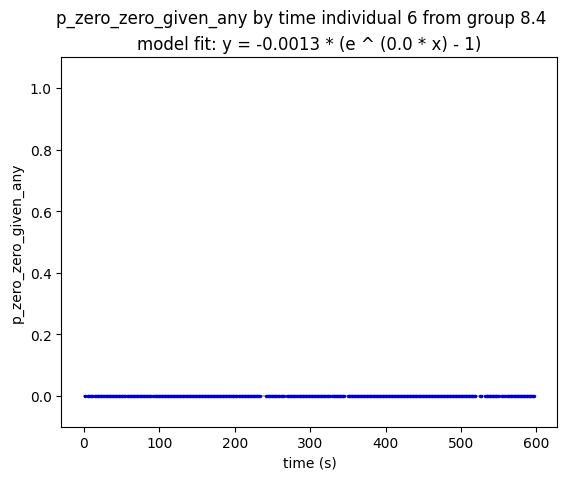 p_zero_zero_given_any by time individual 6 from group 8.4
model fit: y = -0.0013 * (e ^ (0.0 * x) - 1)
1.0
0.8
0.6
0.4
0.2
0.0
p_zero_zero_given_any
0 100 200 300 400 500 600
time (s)